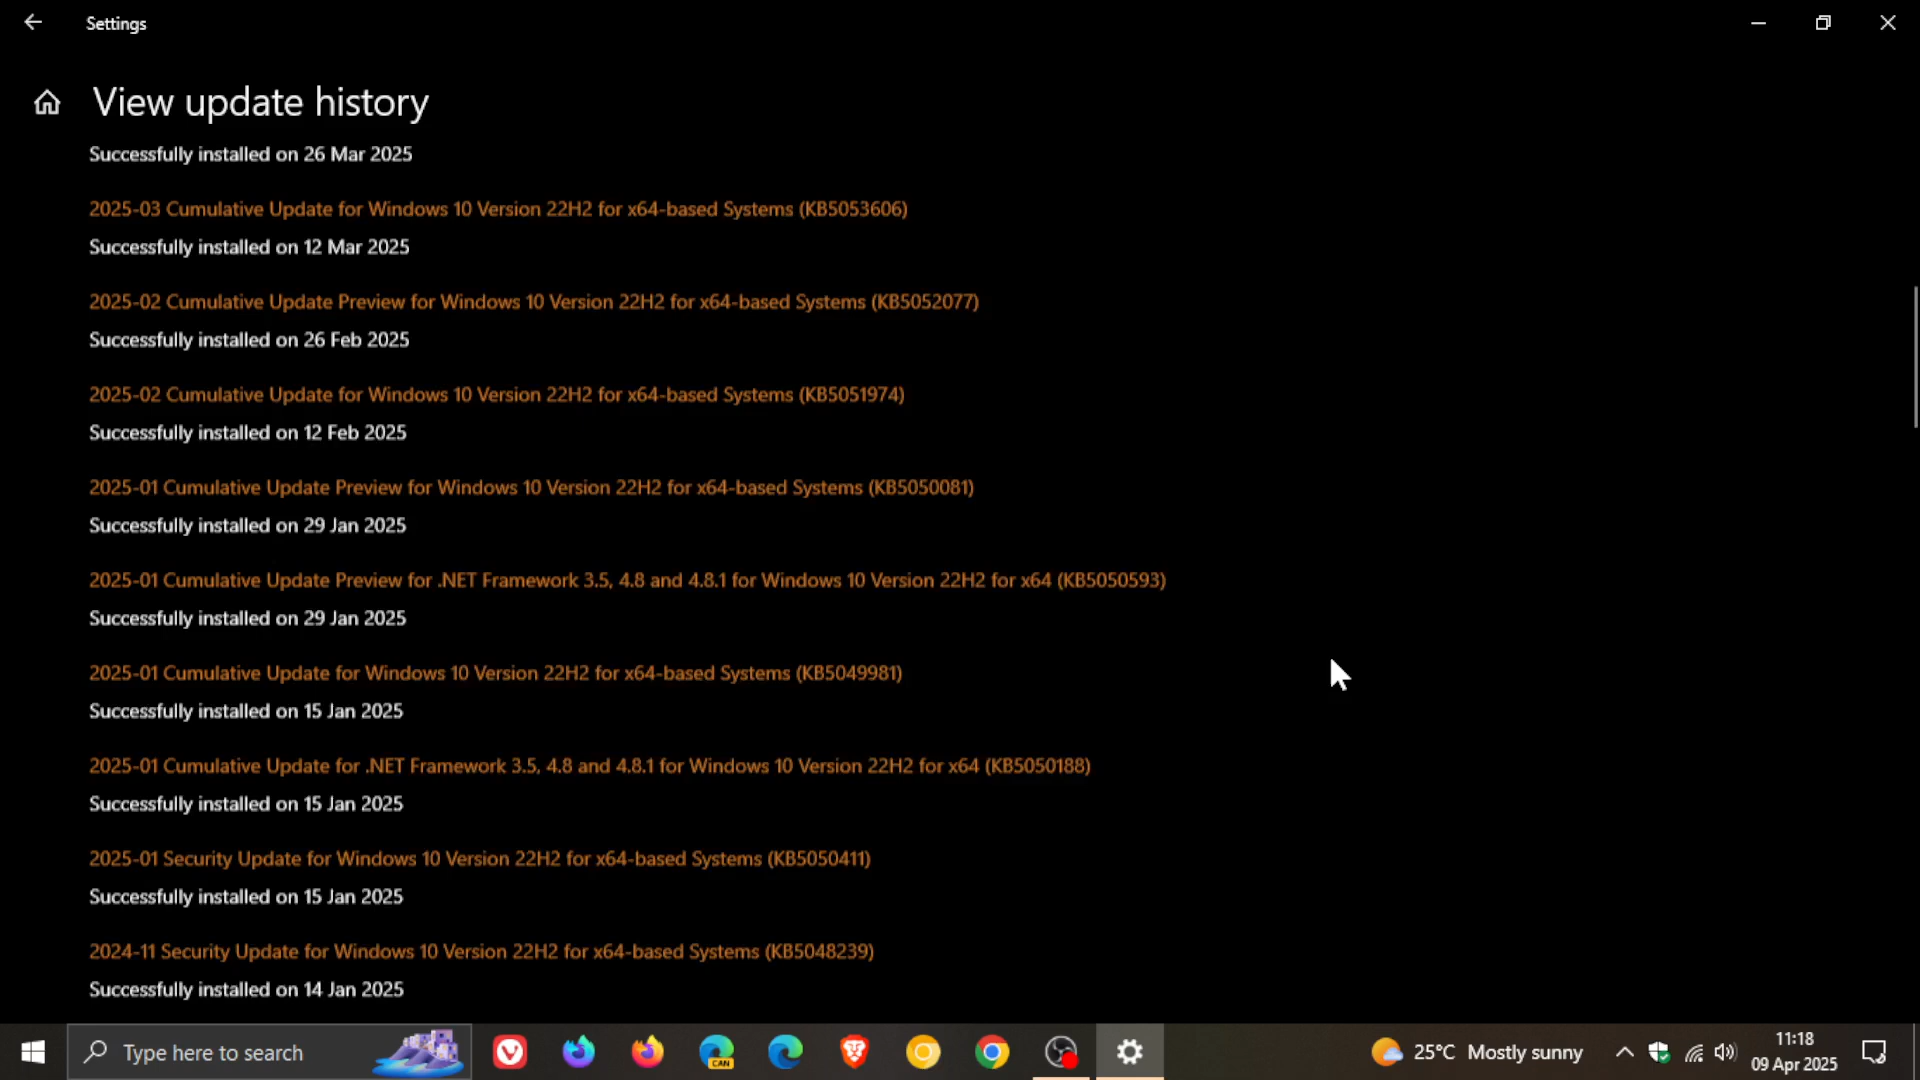 Settings
View update history
Successfully installed on 26 Mar 2025
2025-03 Cumulative Update for Windows 10 Version 22H2 for x64-based Systems (KB5053606)
Successfully installed on 12 Mar 2025
2025-02 Cumulative Update Preview for Windows 10 Version 22H2 for x64-based Systems (KB5052077)
Successfully installed on 26 Feb 2025
2025-02 Cumulative Update for Windows 10 Version 22H2 for x64-based Systems (KB5051974)
Successfully installed on 12 Feb 2025
2025-01 Cumulative Update Preview for Windows 10 Version 22H2 for x64-based Systems (KB5050081)
Successfully installed on 29 Jan 2025
2025-01 Cumulative Update Preview for .NET Framework 3.5, 4.8 and 4.8.1 for Windows 10 Version 22H2 for x64 (KB5050593)
Successfully installed on 29 Jan 2025
2025-01 Cumulative Update for Windows 10 Version 22H2 for x64-based Systems (KB5049981)
Successfully installed on 15 Jan 2025
2025-01 Cumulative Update for .NET Framework 3.5, 4.8 and 4.8.1 for Windows 10 Version 22H2 for x64 (KB5050188)
Successfully installed on 15 Jan 2025
2025-01 Security Update for Windows 10 Version 22H2 for x64-based Systems (KB5050411)
Successfully installed on 15 Jan 2025
2024-11 Security Update for Windows 10 Version 22H2 for x64-based Systems (KB5048239)
Successfully installed on 14 Jan 2025
Type here to search
CAN
25°C Mostly sunny
11:18
09 Apr 2025